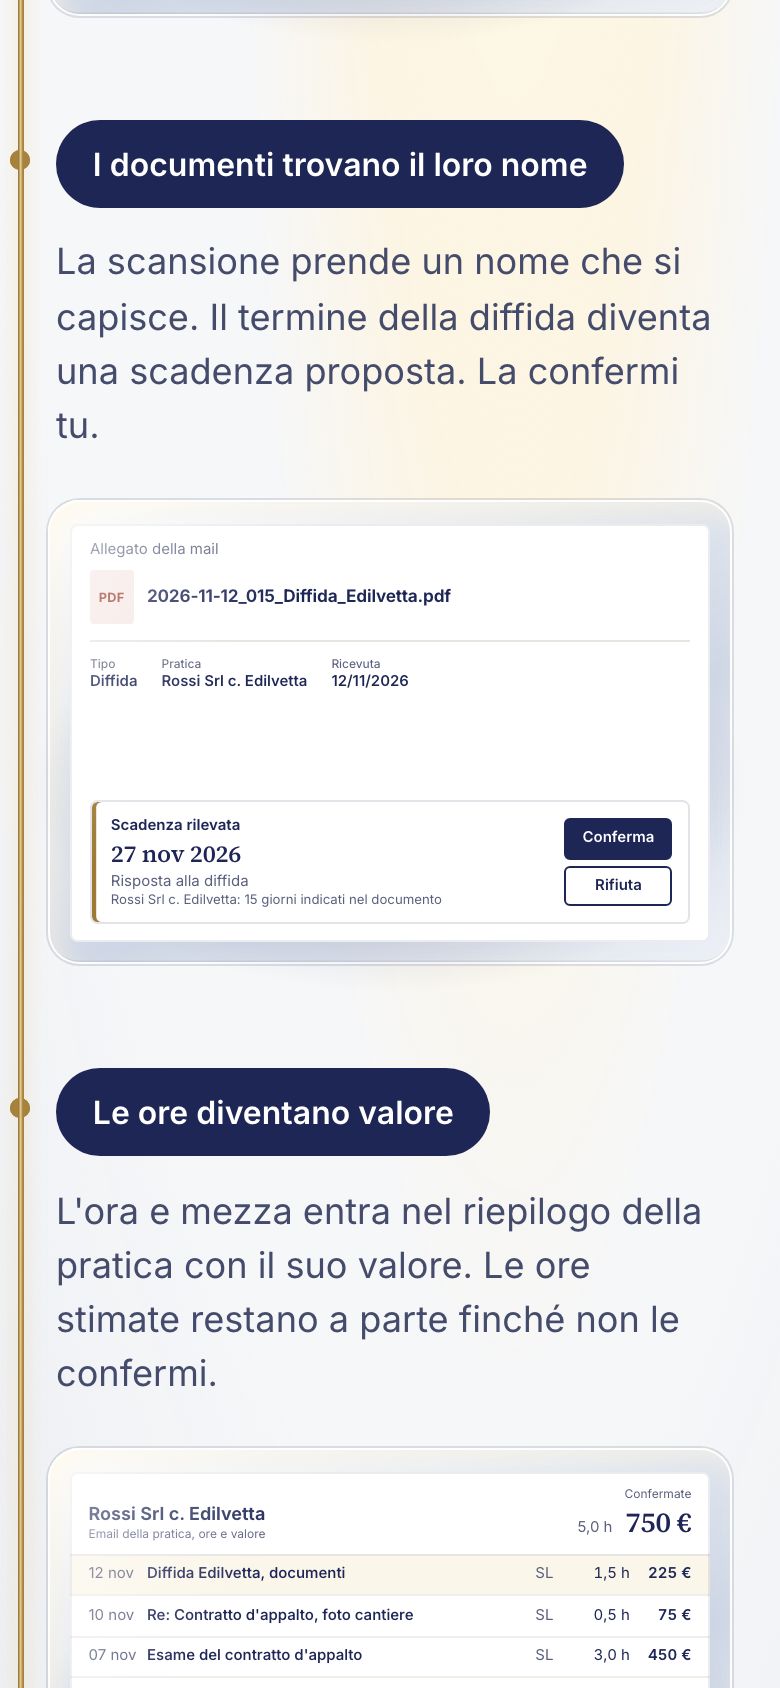 I documenti trovano il loro nome
La scansione prende un nome che si
capisce. Il termine della diffida diventa
una scadenza proposta. La confermi
tu.
Allegato della mail
PDF 2026-11-12_015_Diffida_Edilvetta.pdf
Tipo Pratica Ricevuta
Diffida Rossi Srl c. Edilvetta 12/11/2026
Scadenza rilevata
27 nov 2026
Risposta alla diffida
Rossi Srl c. Edilvetta: 15 giorni indicati nel documento
Conferma
Rifiuta
Le ore diventano valore
L'ora e mezza entra nel riepilogo della
pratica con il suo valore. Le ore
stimate restano a parte finché non le
confermi.
Rossi Srl c. Edilvetta
Email della pratica, ore e valore
Confermate
5,0 h 750 €
12 nov Diffida Edilvetta, documenti SL 1,5 h 225 €
10 nov Re: Contratto d'appalto, foto cantiere SL 0,5 h 75 €
07 nov Esame del contratto d'appalto SL 3,0 h 450 €